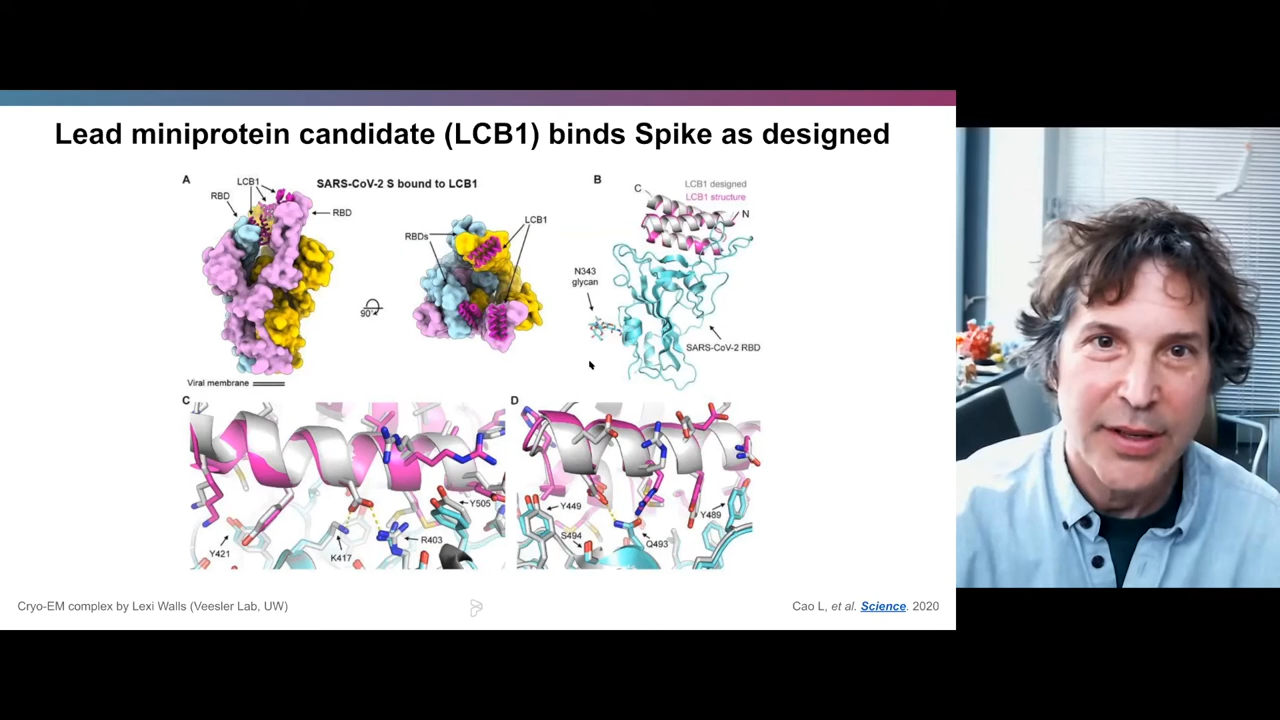 Lead miniprotein candidate (LCB1) binds Spike as designed
A
LCB1
SARS-CoV-2 S bound to LCB1
RBD
RBD
LCB1
RBDs
90°
Viral membrane
B
LCB1 designed
LCB1 structure
C
N
N343
glycan
SARS-CoV-2 RBD
C
Y505
Y421
R403
K417
D
Y449
Y489
S494
Q493
Cryo-EM complex by Lexi Walls (Veesler Lab, UW)
Cao L, et al. Science. 2020